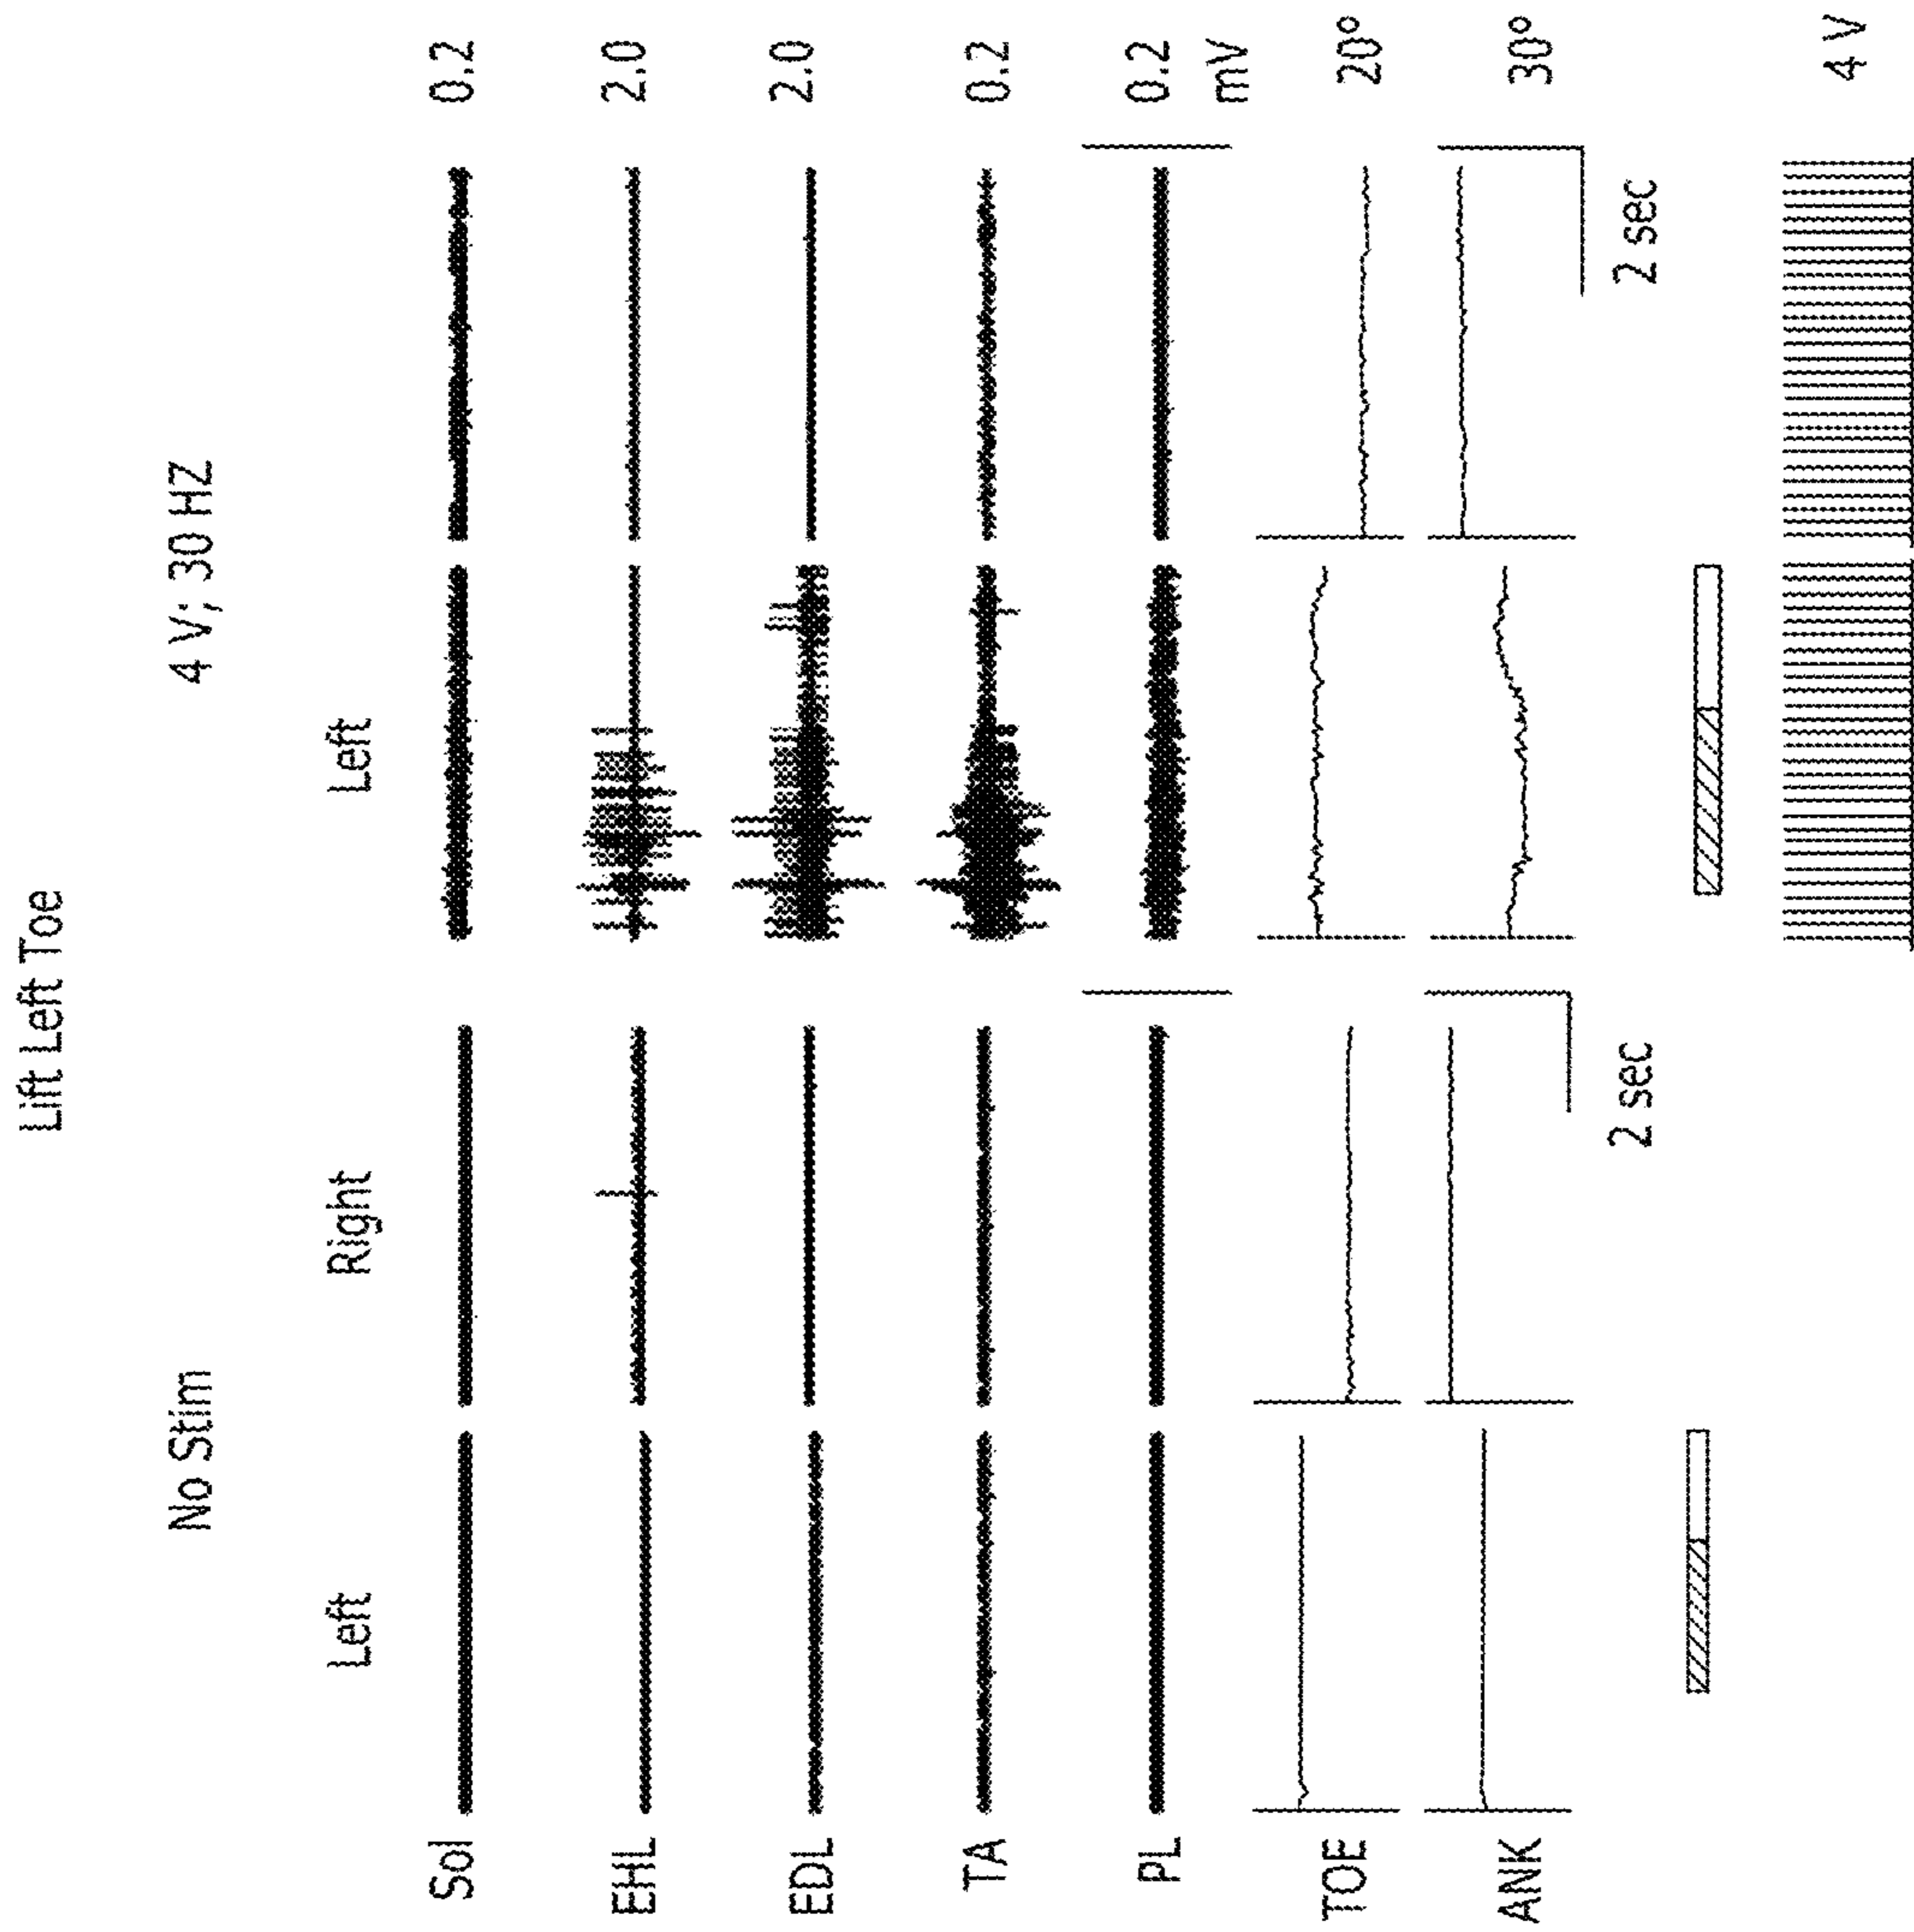 Lift Left Toe
No Stim 4 V; 30 HZ
Left Right Left
Sol 0.2
EHL 2.0
EDL 2.0
TA 0.2
PL 0.2
mV
TOE 20°
ANK 30°
2 sec 2 sec
4 V